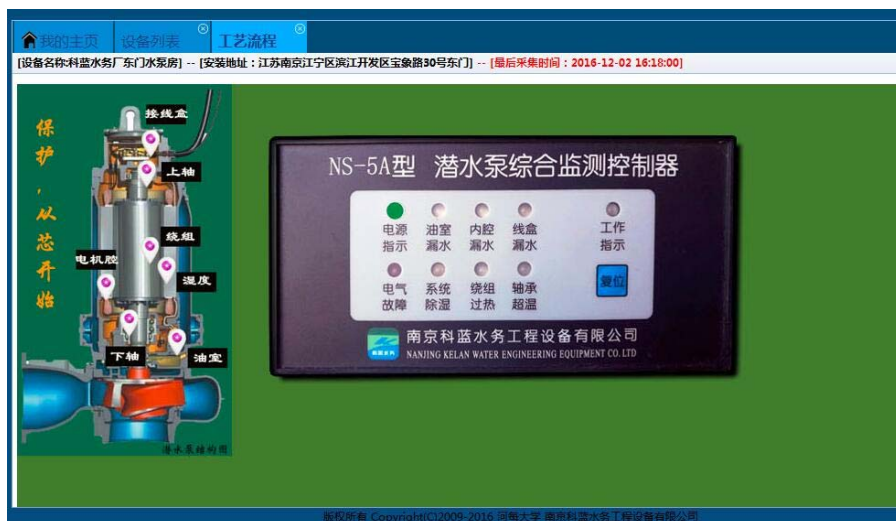 我的主页 设备列表 工艺流程
[设备名称:科蓝水务厂东门水泵房] -- [安装地址：江苏南京江宁区滨江开发区宝象路30号东门] -- [最后采集时间：2016-12-02 16:18:00]
保护，从芯开始
接线盒
上轴
绕组
电机腔
湿度
下轴
油室
潜水泵结构图
NS-5A型 潜水泵综合监测控制器
电源指示 油室漏水 内腔漏水 线盒漏水 工作指示
电气故障 系统除湿 绕组过热 轴承超温 复位
南京科蓝水务工程设备有限公司
NANJING KELAN WATER ENGINEERING EQUIPMENT CO. LTD
版权所有 Copyright(C)2009-2016 河海大学 南京科蓝水务工程设备有限公司